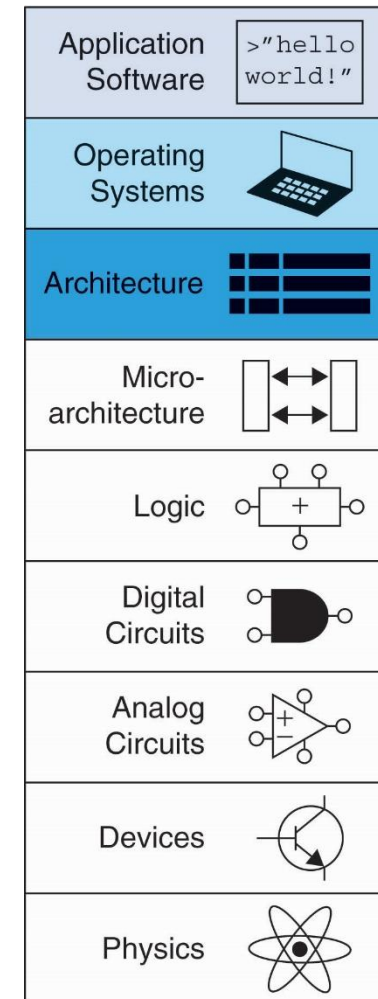 Application
Software
>"hello
world!"
Operating
Systems
Architecture
Micro-
architecture
Logic
+
Digital
Circuits
Analog
Circuits
+
−
Devices
Physics